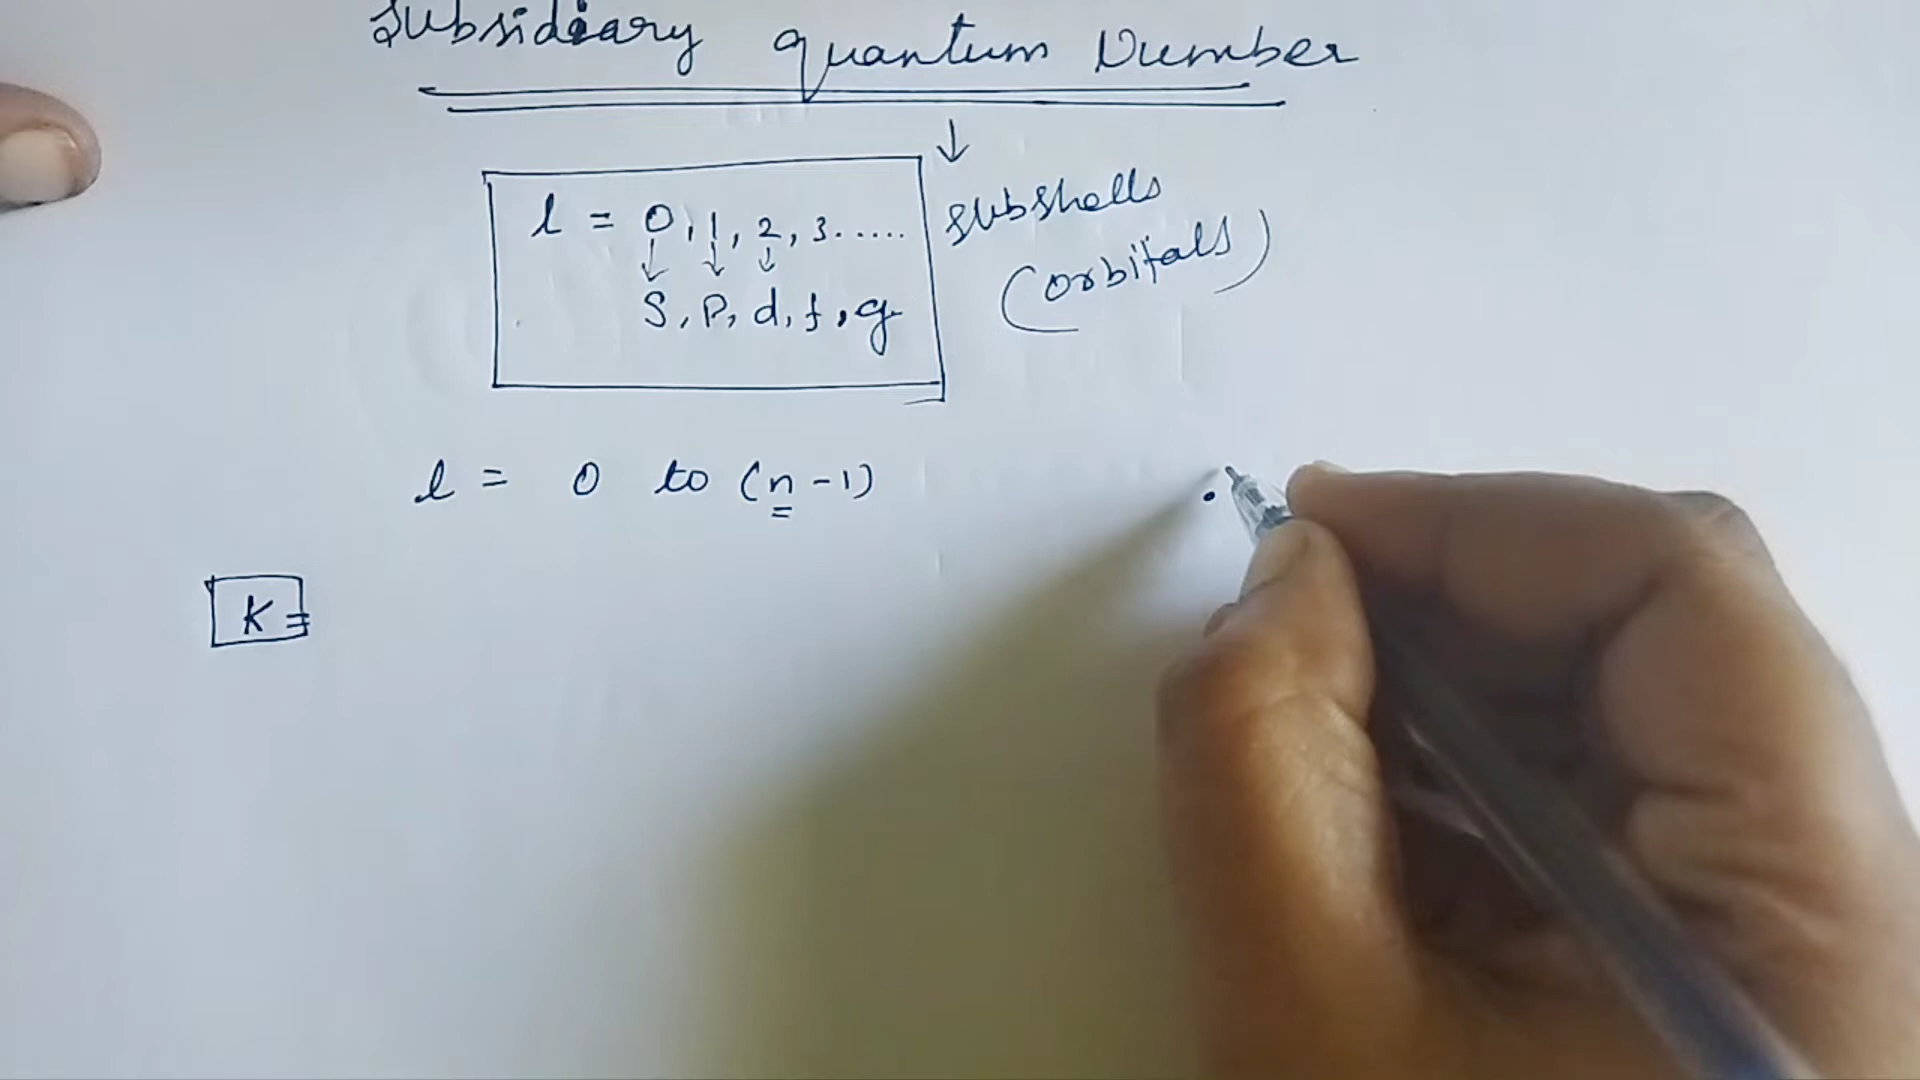 Subsidiary quantum Number
↓
l = 0, 1, 2, 3.....
↓ ↓ ↓
S, P, d, f, g
subshells
(orbitals)
l = 0 to (n-1)
K=